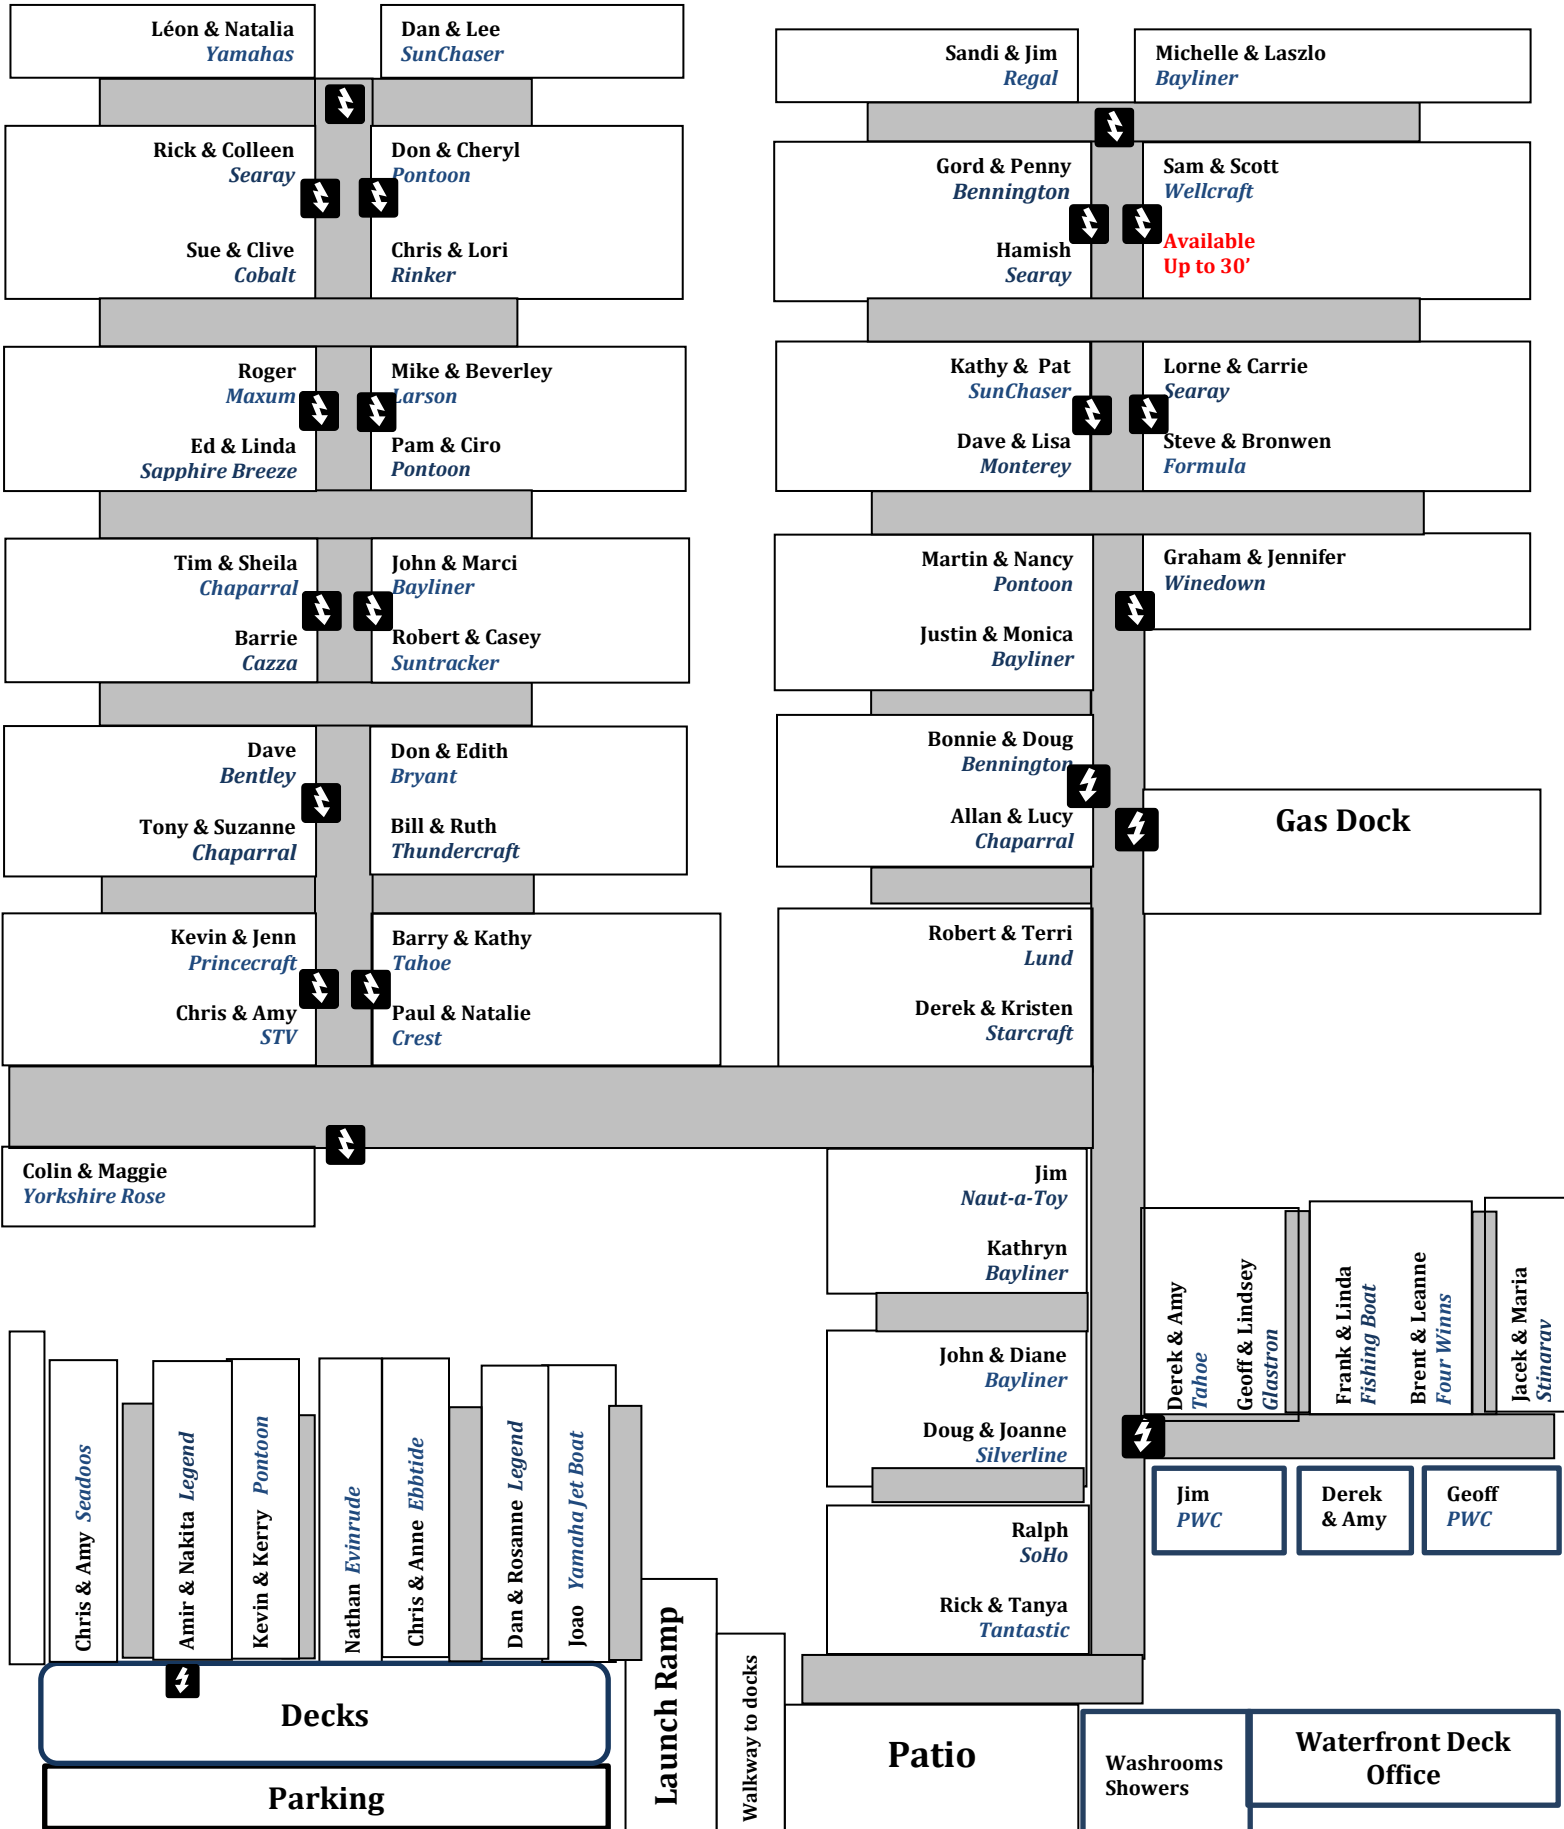 Léon & Natalia
Yamahas
Dan & Lee
SunChaser
Sandi & Jim
Regal
Michelle & Laszlo
Bayliner
Rick & Colleen
Searay
Sue & Clive
Cobalt
Don & Cheryl
Pontoon
Chris & Lori
Rinker
Gord & Penny
Bennington
Hamish
Searay
Sam & Scott
Wellcraft
Available
Up to 30’
Roger
Maxum
Ed & Linda
Sapphire Breeze
Mike & Beverley
Larson
Pam & Ciro
Pontoon
Kathy & Pat
SunChaser
Dave & Lisa
Monterey
Lorne & Carrie
Searay
Steve & Bronwen
Formula
Tim & Sheila
Chaparral
Barrie
Cazza
John & Marci
Bayliner
Robert & Casey
Suntracker
Martin & Nancy
Pontoon
Justin & Monica
Bayliner
Graham & Jennifer
Winedown
Dave
Bentley
Tony & Suzanne
Chaparral
Don & Edith
Bryant
Bill & Ruth
Thundercraft
Bonnie & Doug
Bennington
Allan & Lucy
Chaparral
Gas Dock
Kevin & Jenn
Princecraft
Chris & Amy
STV
Barry & Kathy
Tahoe
Paul & Natalie
Crest
Robert & Terri
Lund
Derek & Kristen
Starcraft
Colin & Maggie
Yorkshire Rose
Jim
Naut-a-Toy
Kathryn
Bayliner
Derek & Amy
Tahoe
Geoff & Lindsey
Glastron
Frank & Linda
Fishing Boat
Brent & Leanne
Four Winns
Jacek & Maria
Stinarav
John & Diane
Bayliner
Doug & Joanne
Silverline
Jim
PWC
Derek
& Amy
Geoff
PWC
Chris & Amy Seadoos
Amir & Nakita Legend
Kevin & Kerry Pontoon
Nathan Evinrude
Chris & Anne Ebbtide
Dan & Rosanne Legend
Joao Yamaha Jet Boat
Ralph
SoHo
Rick & Tanya
Tantastic
Decks
Parking
Launch Ramp
Walkway to docks
Patio
Washrooms
Showers
Waterfront Deck
Office